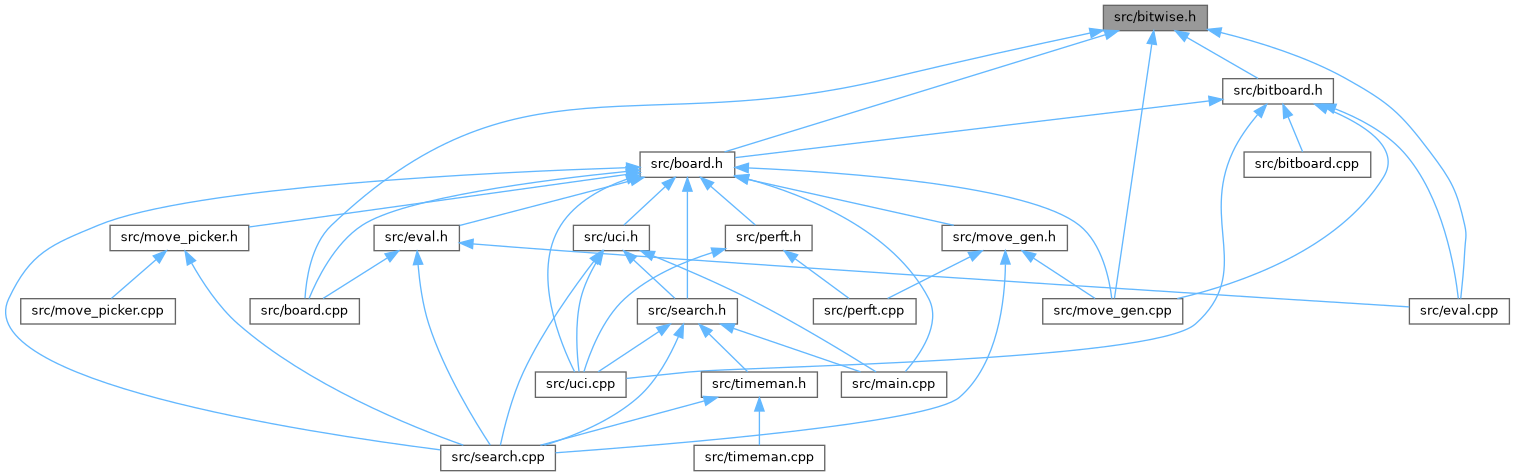 src/bitwise.h
src/bitboard.h
src/board.h
src/bitboard.cpp
src/move_picker.h
src/eval.h
src/uci.h
src/perft.h
src/move_gen.h
src/move_picker.cpp
src/board.cpp
src/search.h
src/perft.cpp
src/move_gen.cpp
src/eval.cpp
src/uci.cpp
src/timeman.h
src/main.cpp
src/search.cpp
src/timeman.cpp